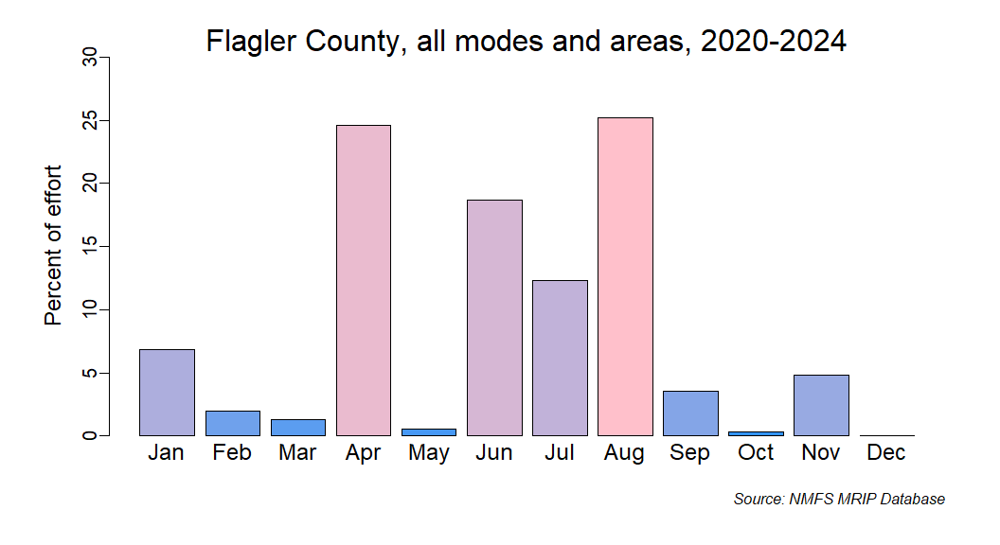 Flagler County, all modes and areas, 2020-2024
Percent of effort
30
25
20
15
10
5
0
Jan Feb Mar Apr May Jun Jul Aug Sep Oct Nov Dec
Source: NMFS MRIP Database